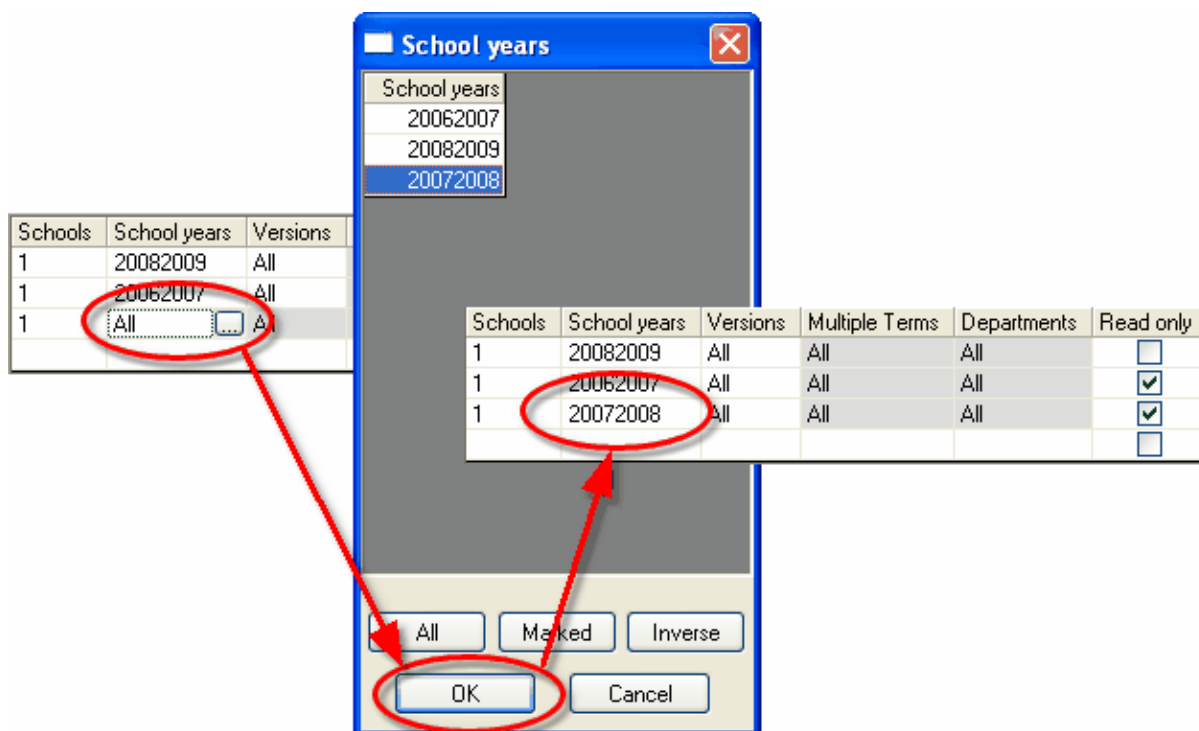 School years
School years
20062007
20082009
20072008
Schools School years Versions
1 20082009 All
1 20062007 All
1 All ... All
Schools School years Versions Multiple Terms Departments Read only
1 20082009 All All All
1 20062007 All All All
1 20072008 All All All
All Marked Inverse
OK Cancel